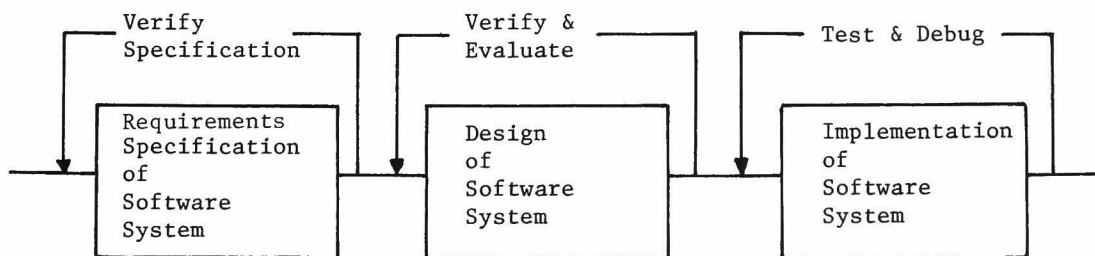 Verify
Specification
Verify &
Evaluate
Test & Debug
Requirements
Specification
of
Software
System
Design
of
Software
System
Implementation
of
Software
System